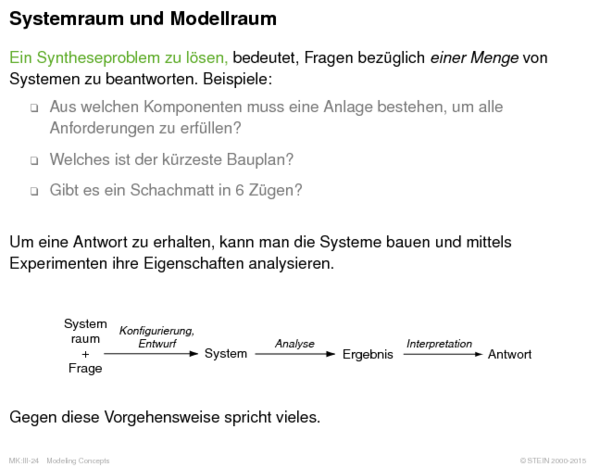 Systemraum und Modellraum
Ein Syntheseproblem zu lösen, bedeutet, Fragen bezüglich einer Menge von
Systemen zu beantworten. Beispiele:
❑ Aus welchen Komponenten muss eine Anlage bestehen, um alle
Anforderungen zu erfüllen?
❑ Welches ist der kürzeste Bauplan?
❑ Gibt es ein Schachmatt in 6 Zügen?
Um eine Antwort zu erhalten, kann man die Systeme bauen und mittels
Experimenten ihre Eigenschaften analysieren.
System
raum
+
Frage
Konfigurierung,
Entwurf
System
Analyse
Ergebnis
Interpretation
Antwort
Gegen diese Vorgehensweise spricht vieles.
MK:III-24 Modeling Concepts
© STEIN 2000-2015